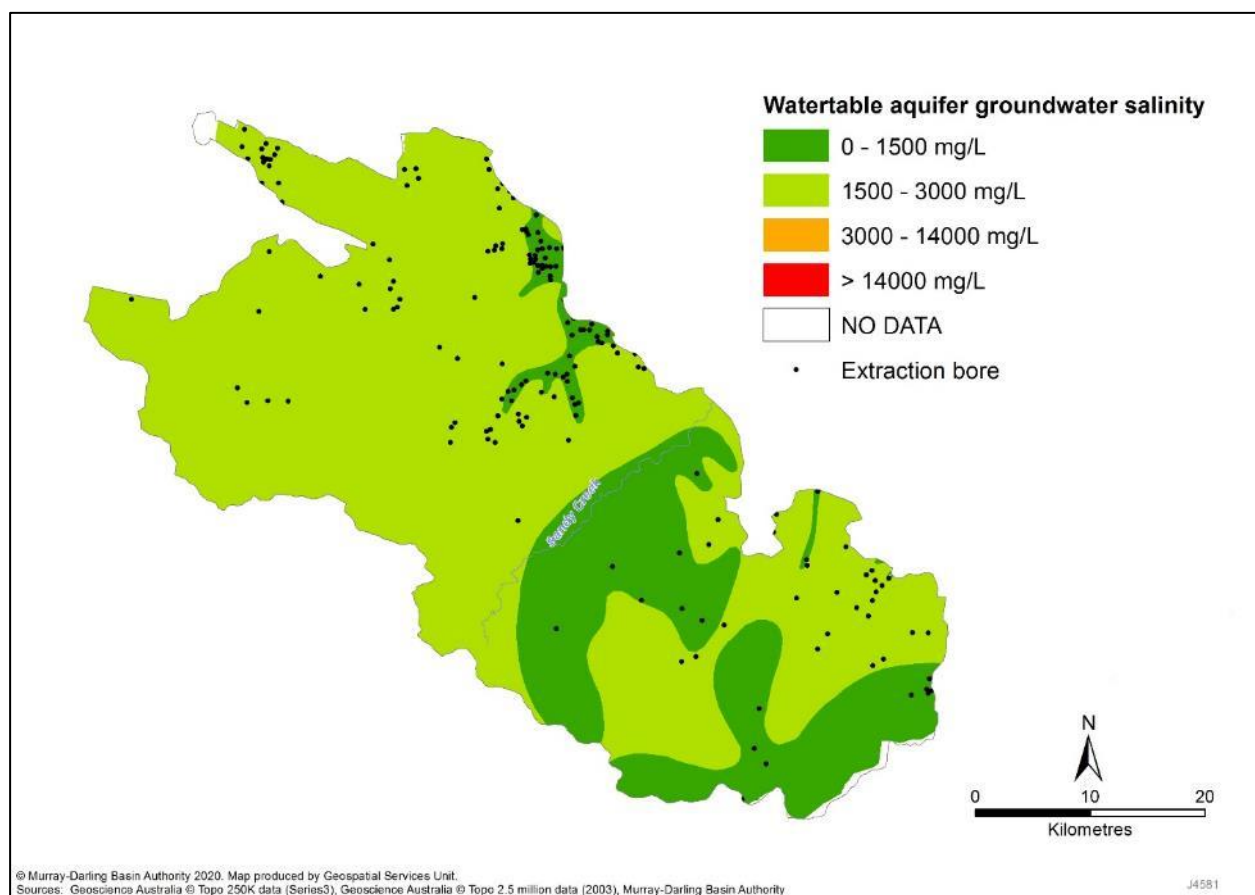 Watertable aquifer groundwater salinity
0 - 1500 mg/L
1500 - 3000 mg/L
3000 - 14000 mg/L
> 14000 mg/L
NO DATA
Extraction bore
Sandy Creek
N
0 10 20
Kilometres
© Murray-Darling Basin Authority 2020. Map produced by Geospatial Services Unit.
Sources: Geoscience Australia © Topo 250K data (Series3), Geoscience Australia © Topo 2.5 million data (2003), Murray-Darling Basin Authority
J4581